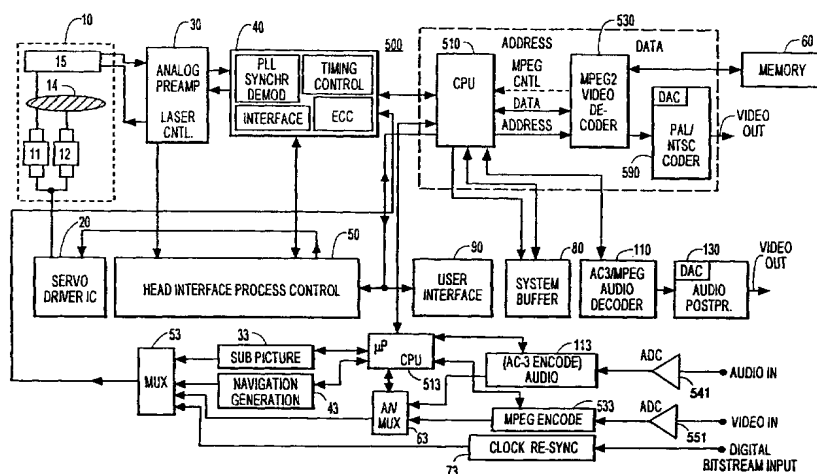 10
15
14
11
12
30
ANALOG
PREAMP
LASER
CNTL.
40
PLL
SYNCHR
DEMOD
TIMING
CONTROL
INTERFACE
ECC
500
510
CPU
ADDRESS
MPEG
CNTL
DATA
ADDRESS
530
MPEG2
VIDEO DE-
CODER
DATA
DAC
PAL/
NTSC
CODER
590
60
MEMORY
VIDEO
OUT
20
SERVO
DRIVER IC
50
HEAD INTERFACE PROCESS CONTROL
90
USER
INTERFACE
80
SYSTEM
BUFFER
110
AC3/MPEG
AUDIO
DECODER
130
DAC
AUDIO
POSTPR.
VIDEO
OUT
53
MUX
33
SUB PICTURE
NAVIGATION
GENERATION
43
μP
CPU
513
A/V
MUX
63
113
(AC-3 ENCODE)
AUDIO
ADC
541
AUDIO IN
MPEG ENCODE
533
ADC
551
VIDEO IN
CLOCK RE-SYNC
73
DIGITAL
BITSTREAM INPUT